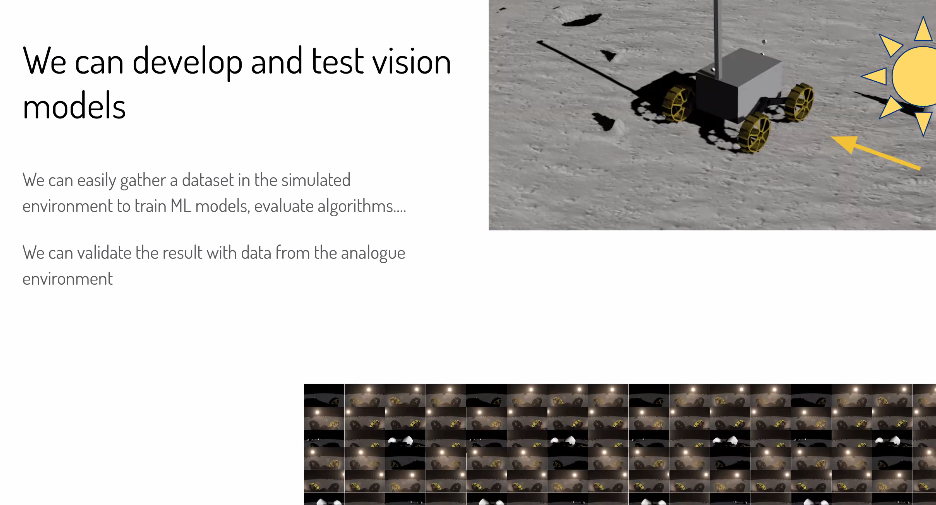 We can develop and test vision
models
We can easily gather a dataset in the simulated
environment to train ML models, evaluate algorithms....
We can validate the result with data from the analogue
environment